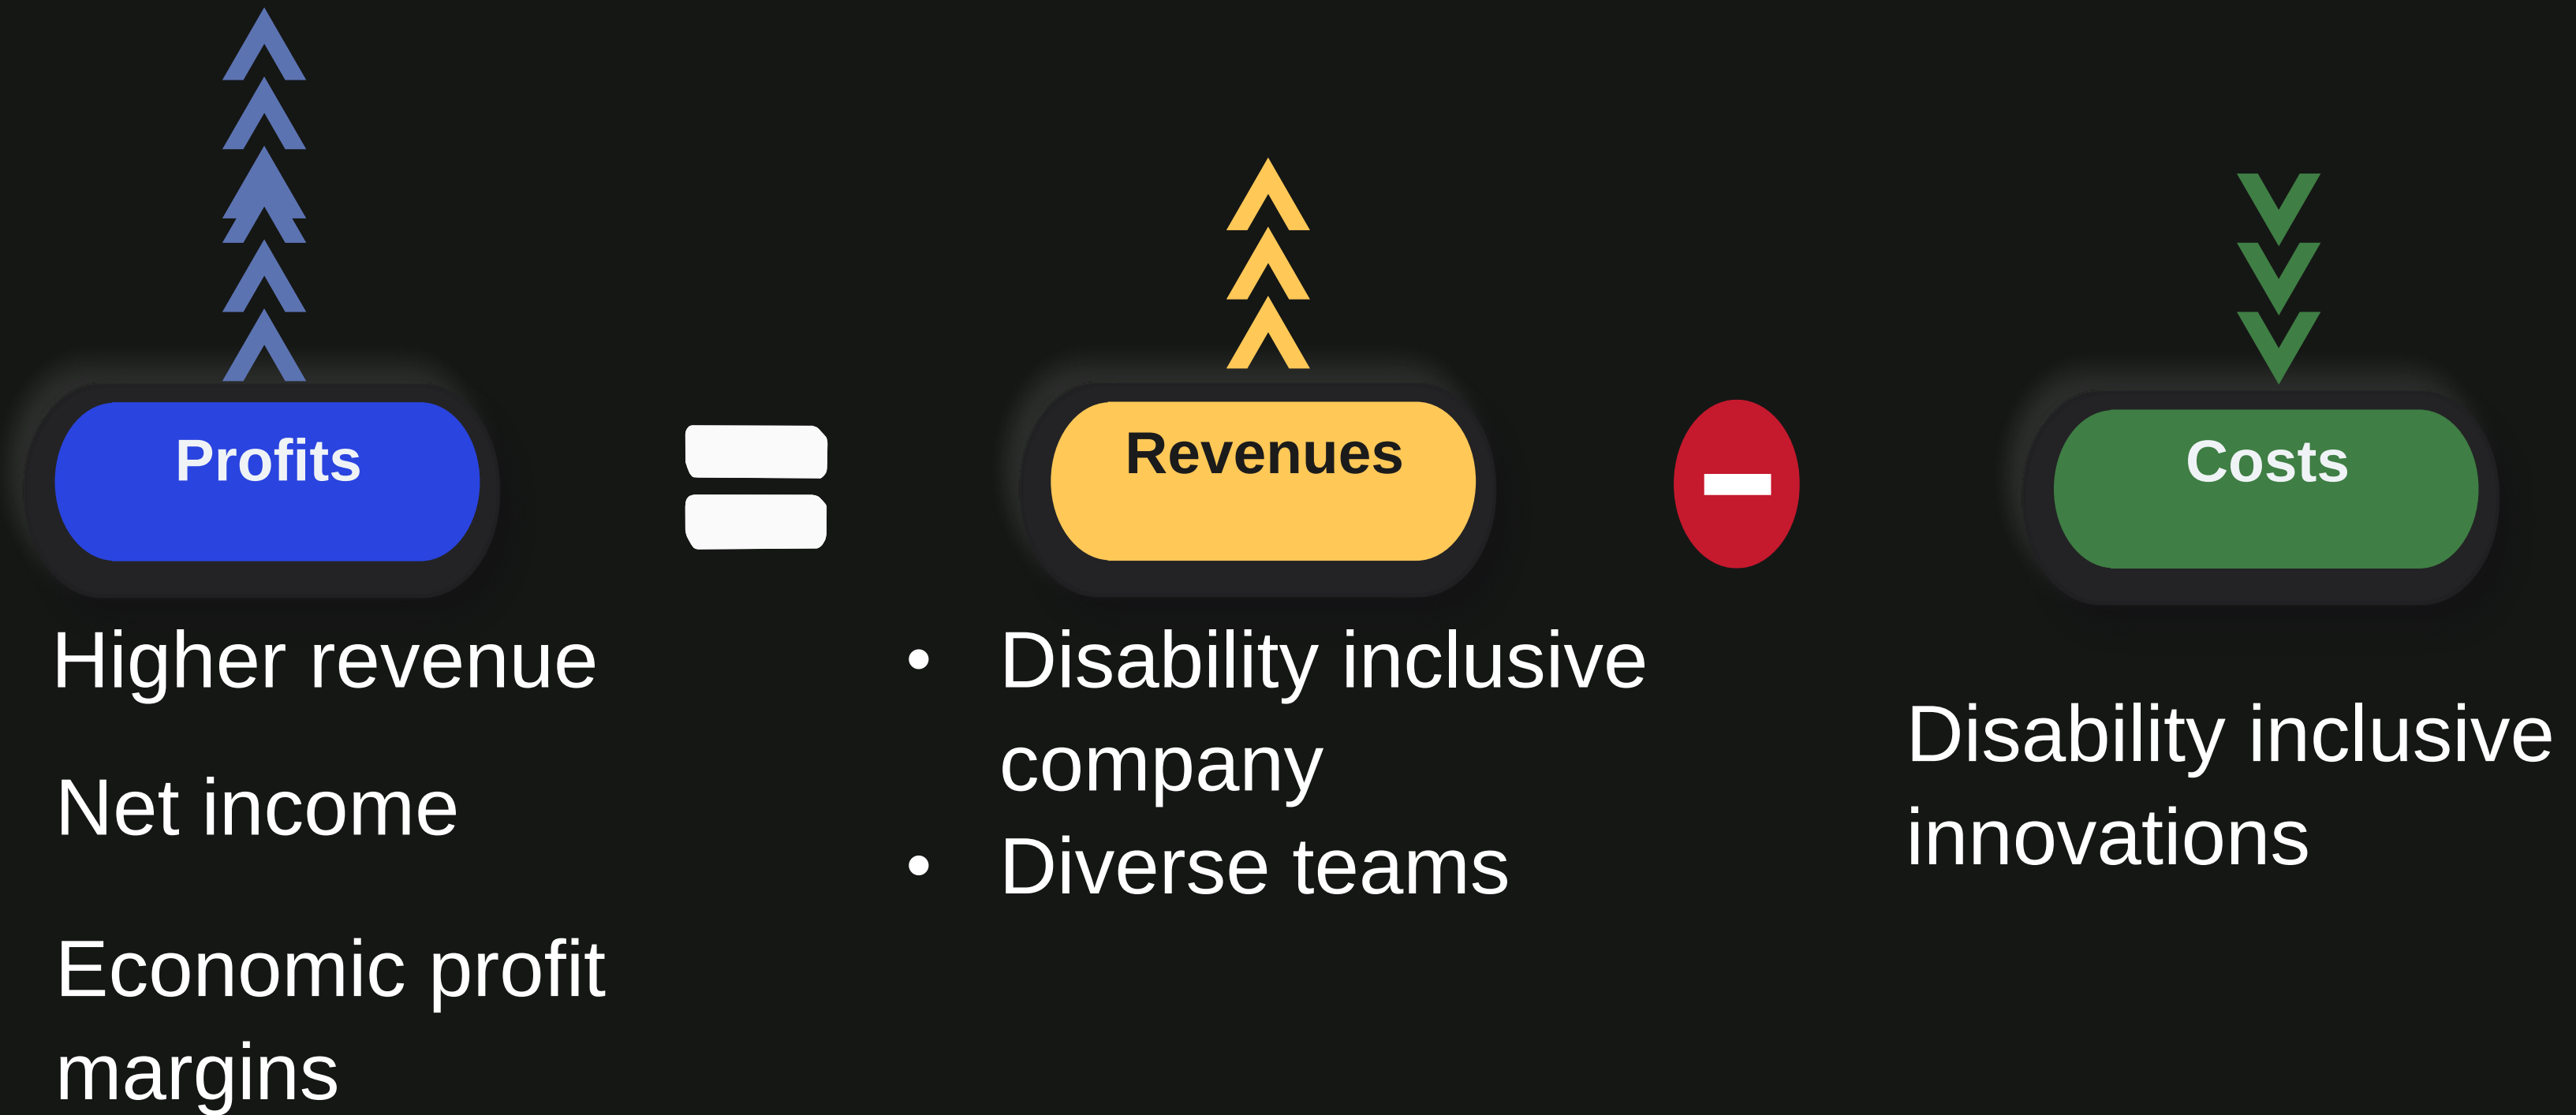 Profits
Revenues
Costs
Higher revenue
Net income
Economic profit
margins
• Disability inclusive
company
• Diverse teams
Disability inclusive
innovations